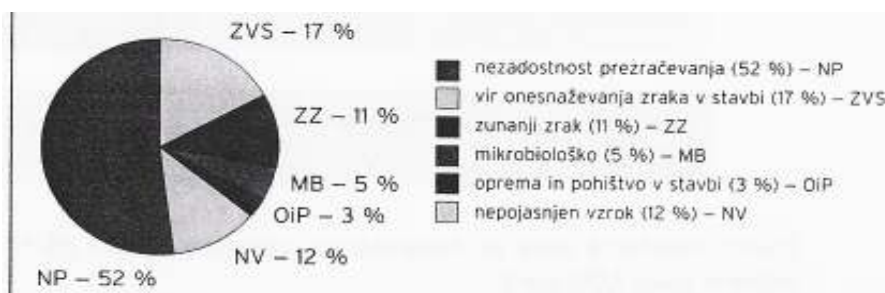 ZVS – 17 %
ZZ – 11 %
MB – 5 %
OiP – 3 %
NV – 12 %
NP – 52 %
nezadostnost prezračevanja (52 %) – NP
vir onesnaževanja zraka v stavbi (17 %) – ZVS
zunanji zrak (11 %) – ZZ
mikrobiološko (5 %) – MB
oprema in pohištvo v stavbi (3 %) – OiP
nepojasnjen vzrok (12 %) – NV